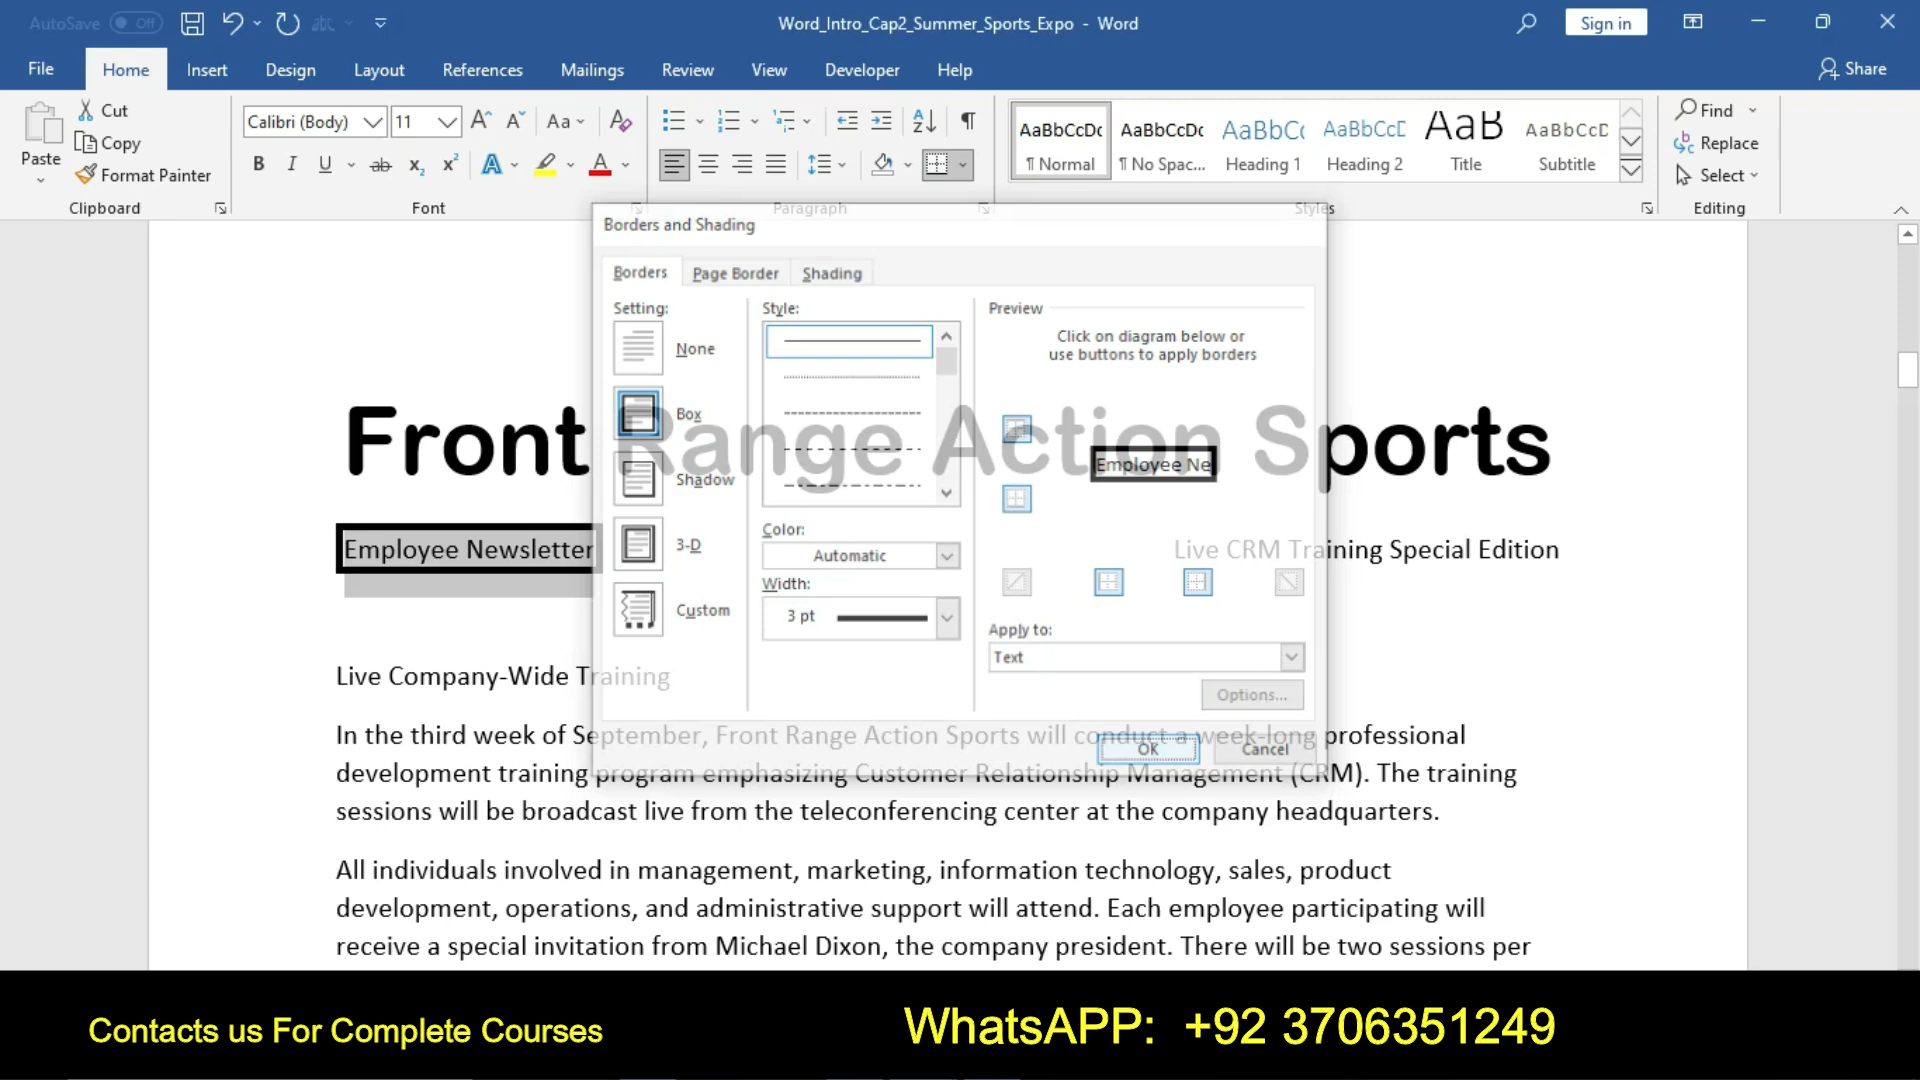 AutoSave Off
Word_Intro_Cap2_Summer_Sports_Expo - Word
Sign in
File Home Insert Design Layout References Mailings Review View Developer Help
Share
Paste
Cut
Copy
Format Painter
Clipboard
Calibri (Body) 11
Font
Paragraph
AaBbCcDc ¶ Normal
AaBbCcDc ¶ No Spac...
AaBbC( Heading 1
AaBbCcD Heading 2
AaB Title
AaBbCcD Subtitle
Styles
Find
Replace
Select
Editing
Borders and Shading
Borders Page Border Shading
Setting:
None
Box
Shadow
3-D
Custom
Style:
Color:
Automatic
Width:
3 pt
Preview
Click on diagram below or
use buttons to apply borders
Employee Ne
Apply to:
Text
Options...
OK Cancel
Front Range Action Sports
Employee Newsletter Live CRM Training Special Edition
Live Company-Wide Training
In the third week of September, Front Range Action Sports will conduct a week-long professional
development training program emphasizing Customer Relationship Management (CRM). The training
sessions will be broadcast live from the teleconferencing center at the company headquarters.
All individuals involved in management, marketing, information technology, sales, product
development, operations, and administrative support will attend. Each employee participating will
receive a special invitation from Michael Dixon, the company president. There will be two sessions per
Contacts us For Complete Courses
WhatsAPP: +92 3706351249